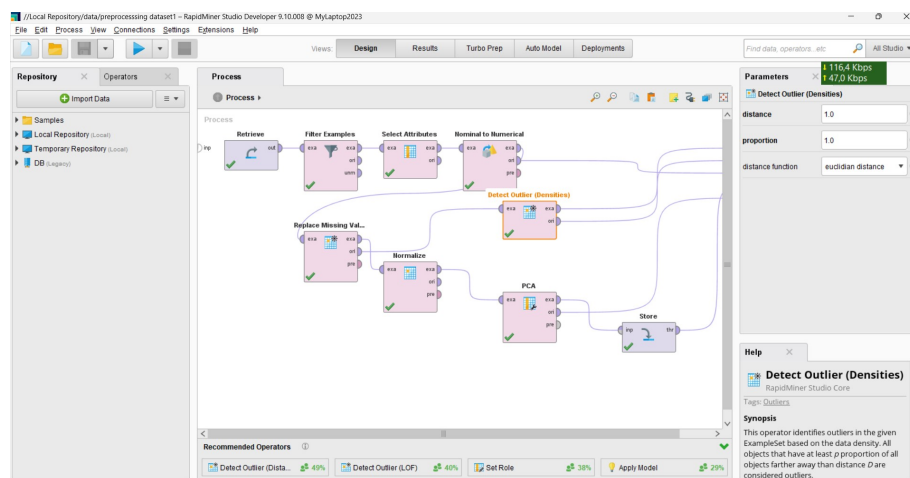 //Local Repository/data/preprocesssing dataset1 – RapidMiner Studio Developer 9.10.008 @ MyLaptop2023
File Edit Process View Connections Settings Extensions Help
Views: Design Results Turbo Prep Auto Model Deployments
Find data, operators...etc All Studio
116,4 Kbps
47,0 Kbps
Repository Operators
Import Data
Samples
Local Repository (Local)
Temporary Repository (Local)
DB (Legacy)
Process
Process
Process
inp
Retrieve
out
Filter Examples
exa exa
ori
unm
Select Attributes
exa exa
ori
Nominal to Numerical
exa exa
ori
pre
Detect Outlier (Densities)
exa exa
ori
Replace Missing Val...
exa exa
ori
pre
Normalize
exa exa
ori
pre
PCA
exa exa
ori
pre
Store
inp thr
Recommended Operators
Detect Outlier (Dista... 49%
Detect Outlier (LOF) 40%
Set Role 38%
Apply Model 29%
Parameters
Detect Outlier (Densities)
distance 1.0
proportion 1.0
distance function euclidian distance
Help
Detect Outlier (Densities)
RapidMiner Studio Core
Tags: Outliers
Synopsis
This operator identifies outliers in the given
ExampleSet based on the data density. All
objects that have at least p proportion of all
objects farther away than distance D are
considered outliers.